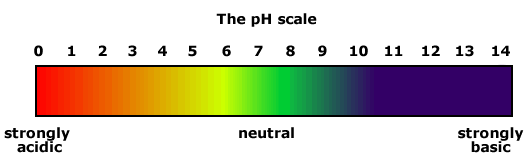 The pH scale
0 1 2 3 4 5 6 7 8 9 10 11 12 13 14
strongly acidic
neutral
strongly basic